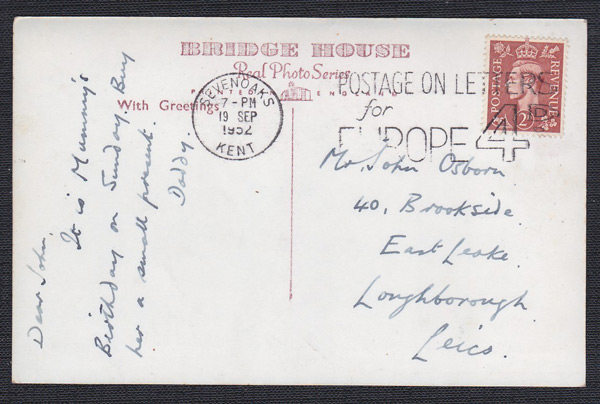 BRIDGE HOUSE
Real Photo Series
With Greetings
SEVENOAKS
7 - PM
19 SEP
1952
KENT
POSTAGE ON LETTERS
for
EUROPE 4D
POSTAGE
REVENUE
2D
Dear John,
It is Mummy's
Birthday on Sunday. Buy
her a small present.
Daddy.
Mr. John Osborn
40, Brookside.
East Leake.
Loughborough.
Leics.